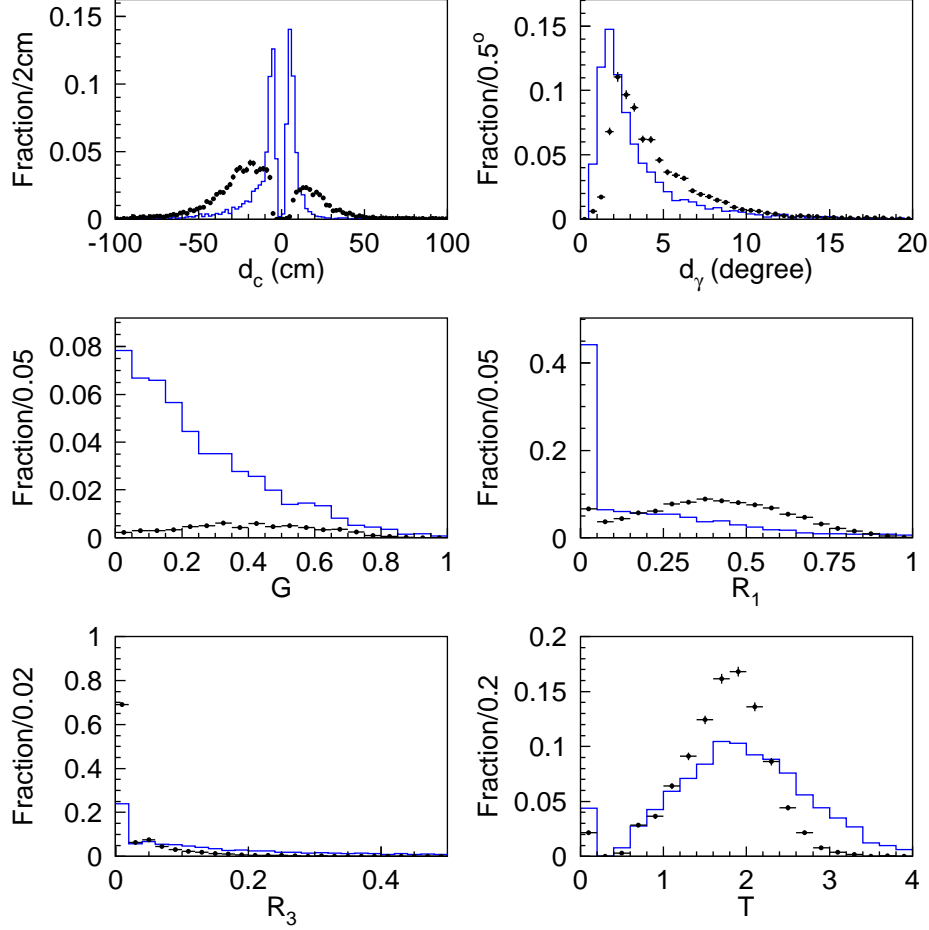 Fraction/2cm
0.15
0.1
0.05
0
-100 -50 0 50 100
d_c (cm)
Fraction/0.5°
0.15
0.1
0.05
0
0 5 10 15 20
d_γ (degree)
Fraction/0.05
0.08
0.06
0.04
0.02
0
0 0.2 0.4 0.6 0.8 1
G
Fraction/0.05
0.4
0.2
0
0 0.25 0.5 0.75 1
R_1
Fraction/0.02
1
0.8
0.6
0.4
0.2
0
0 0.2 0.4
R_3
Fraction/0.2
0.2
0.15
0.1
0.05
0
0 1 2 3 4
T